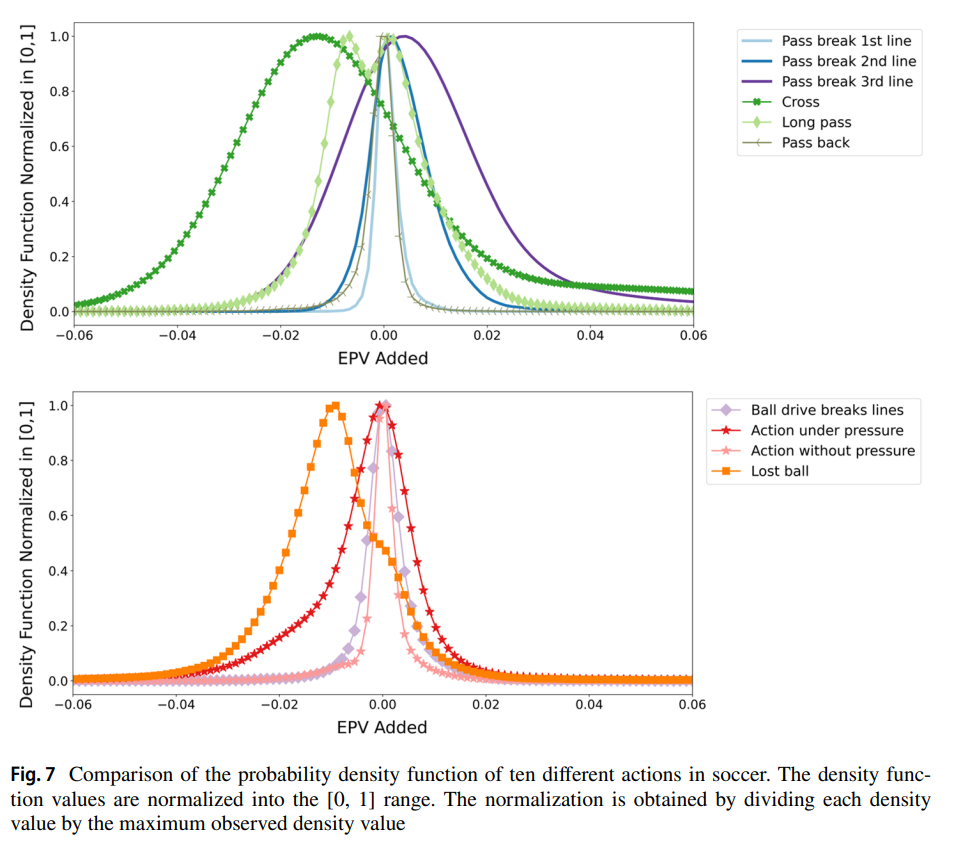 Density Function Normalized in [0,1]
1.0
0.8
0.6
0.4
0.2
0.0
−0.06 −0.04 −0.02 0.00 0.02 0.04 0.06
EPV Added
Pass break 1st line
Pass break 2nd line
Pass break 3rd line
Cross
Long pass
Pass back
Density Function Normalized in [0,1]
1.0
0.8
0.6
0.4
0.2
0.0
−0.06 −0.04 −0.02 0.00 0.02 0.04 0.06
EPV Added
Ball drive breaks lines
Action under pressure
Action without pressure
Lost ball
Fig. 7 Comparison of the probability density function of ten different actions in soccer. The density func-
tion values are normalized into the [0, 1] range. The normalization is obtained by dividing each density
value by the maximum observed density value